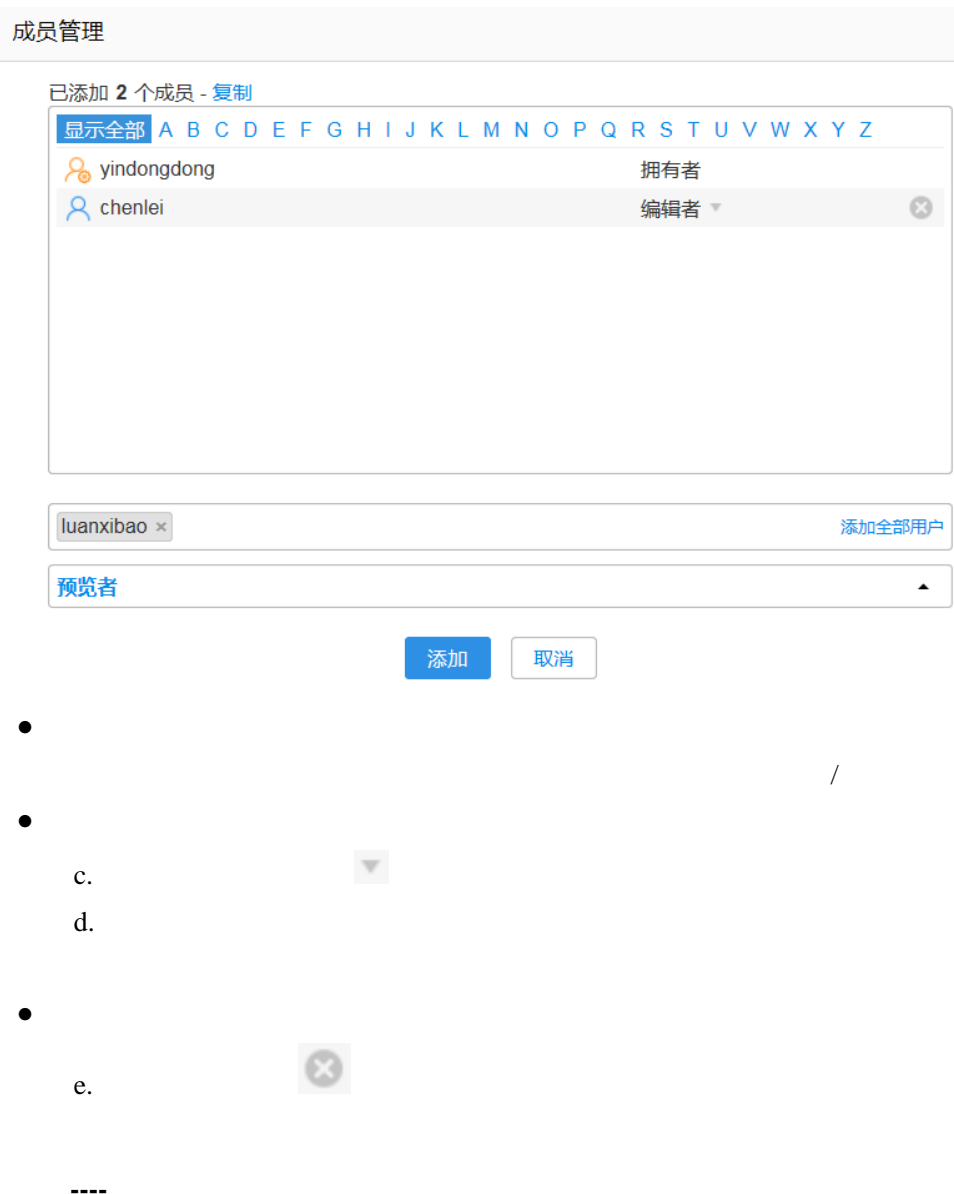 成员管理
已添加 2 个成员 - 复制
显示全部 A B C D E F G H I J K L M N O P Q R S T U V W X Y Z
yindongdong 拥有者
chenlei 编辑者
luanxibao × 添加全部用户
预览者
添加 取消
●
/
●
c.
d.
●
e.
----